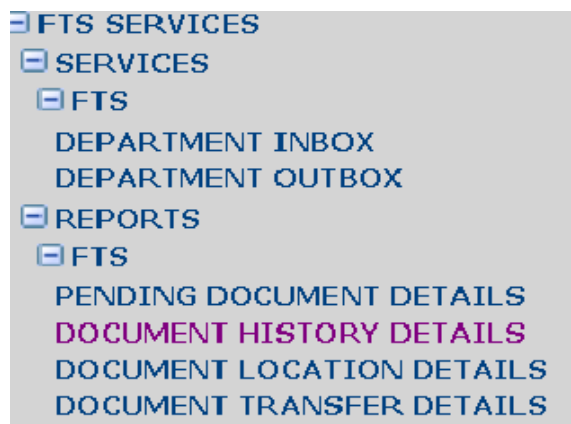 FTS SERVICES
SERVICES
FTS
DEPARTMENT INBOX
DEPARTMENT OUTBOX
REPORTS
FTS
PENDING DOCUMENT DETAILS
DOCUMENT HISTORY DETAILS
DOCUMENT LOCATION DETAILS
DOCUMENT TRANSFER DETAILS